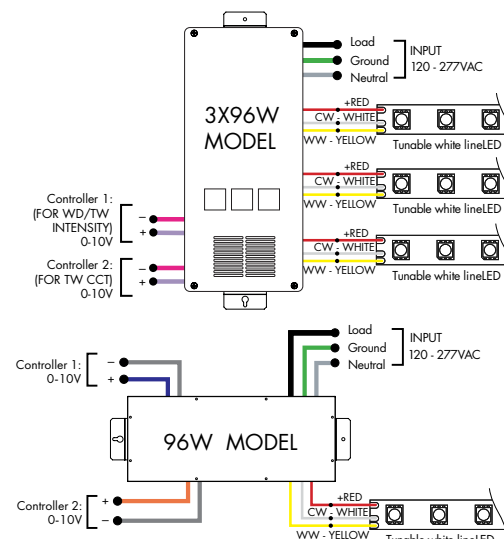 Load
Ground
Neutral
INPUT
120 - 277VAC
3X96W
MODEL
+RED
CW - WHITE
WW - YELLOW
Tunable white lineLED
+RED
CW - WHITE
WW - YELLOW
Tunable white lineLED
+RED
CW - WHITE
WW - YELLOW
Tunable white lineLED
Controller 1:
(FOR WD/TW
INTENSITY)
0-10V
–
+
Controller 2:
(FOR TW CCT)
0-10V
–
+
Load
Ground
Neutral
INPUT
120 - 277VAC
Controller 1:
0-10V
–
+
96W MODEL
Controller 2:
0-10V
+
–
+RED
CW - WHITE
WW - YELLOW
Tunable white lineLED